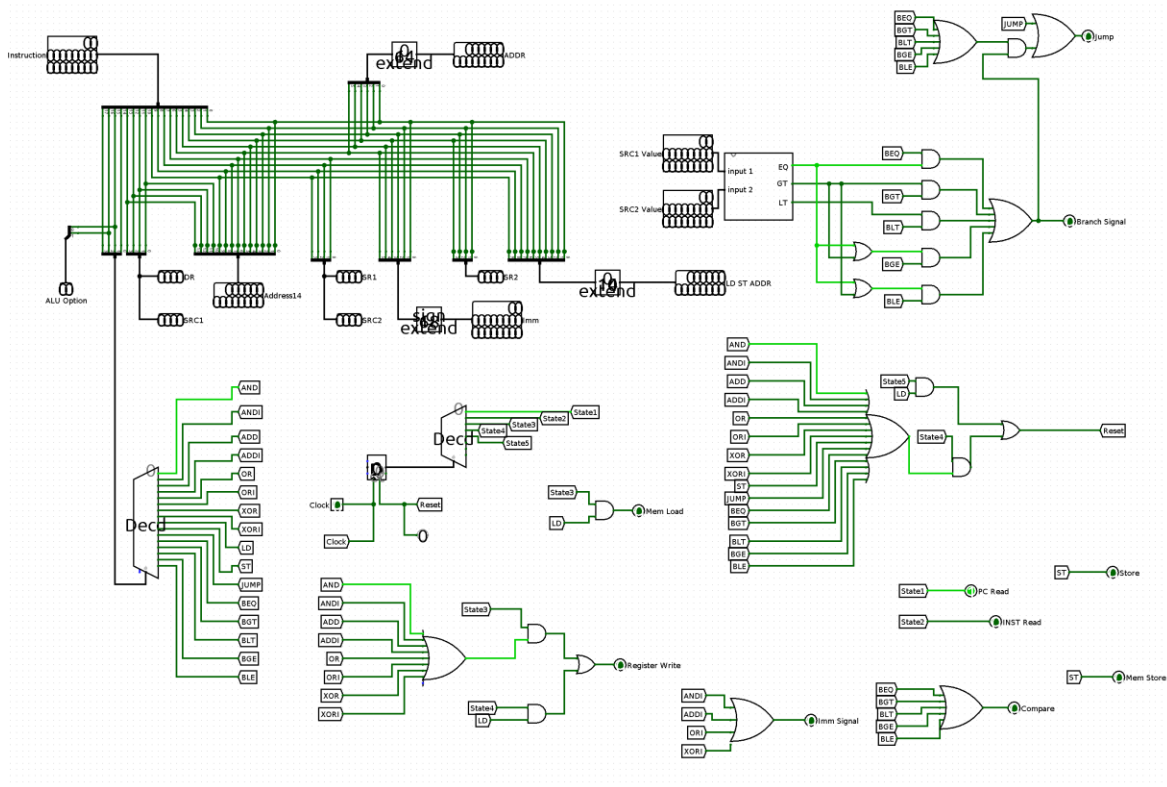 Instruction
extend
ADDR
BEQ
BGT
BLT
BGE
BLE
JUMP
Jump
SRC1 Value
SRC2 Value
input 1
input 2
EQ
GT
LT
BEQ
BGT
BLT
BGE
BLE
Branch Signal
ALU Option
DR
SRC1
Address14
SR1
SRC2
sign
extend
Imm
SR2
extend
LD ST ADDR
AND
ANDI
ADD
ADDI
OR
ORI
XOR
XORI
LD
ST
JUMP
BEQ
BGT
BLT
BGE
BLE
Decd
0
Decd
0
State1
State2
State3
State4
State5
Clock
Clock
Reset
0
State3
LD
Mem Load
AND
ANDI
ADD
ADDI
OR
ORI
XOR
XORI
ST
JUMP
BEQ
BGT
BLT
BGE
BLE
State5
LD
State4
Reset
AND
ANDI
ADD
ADDI
OR
ORI
XOR
XORI
State3
State4
LD
Register Write
ANDI
ADDI
ORI
XORI
Imm Signal
ST
Store
State1
PC Read
State2
INST Read
ST
Mem Store
BEQ
BGT
BLT
BGE
BLE
Compare